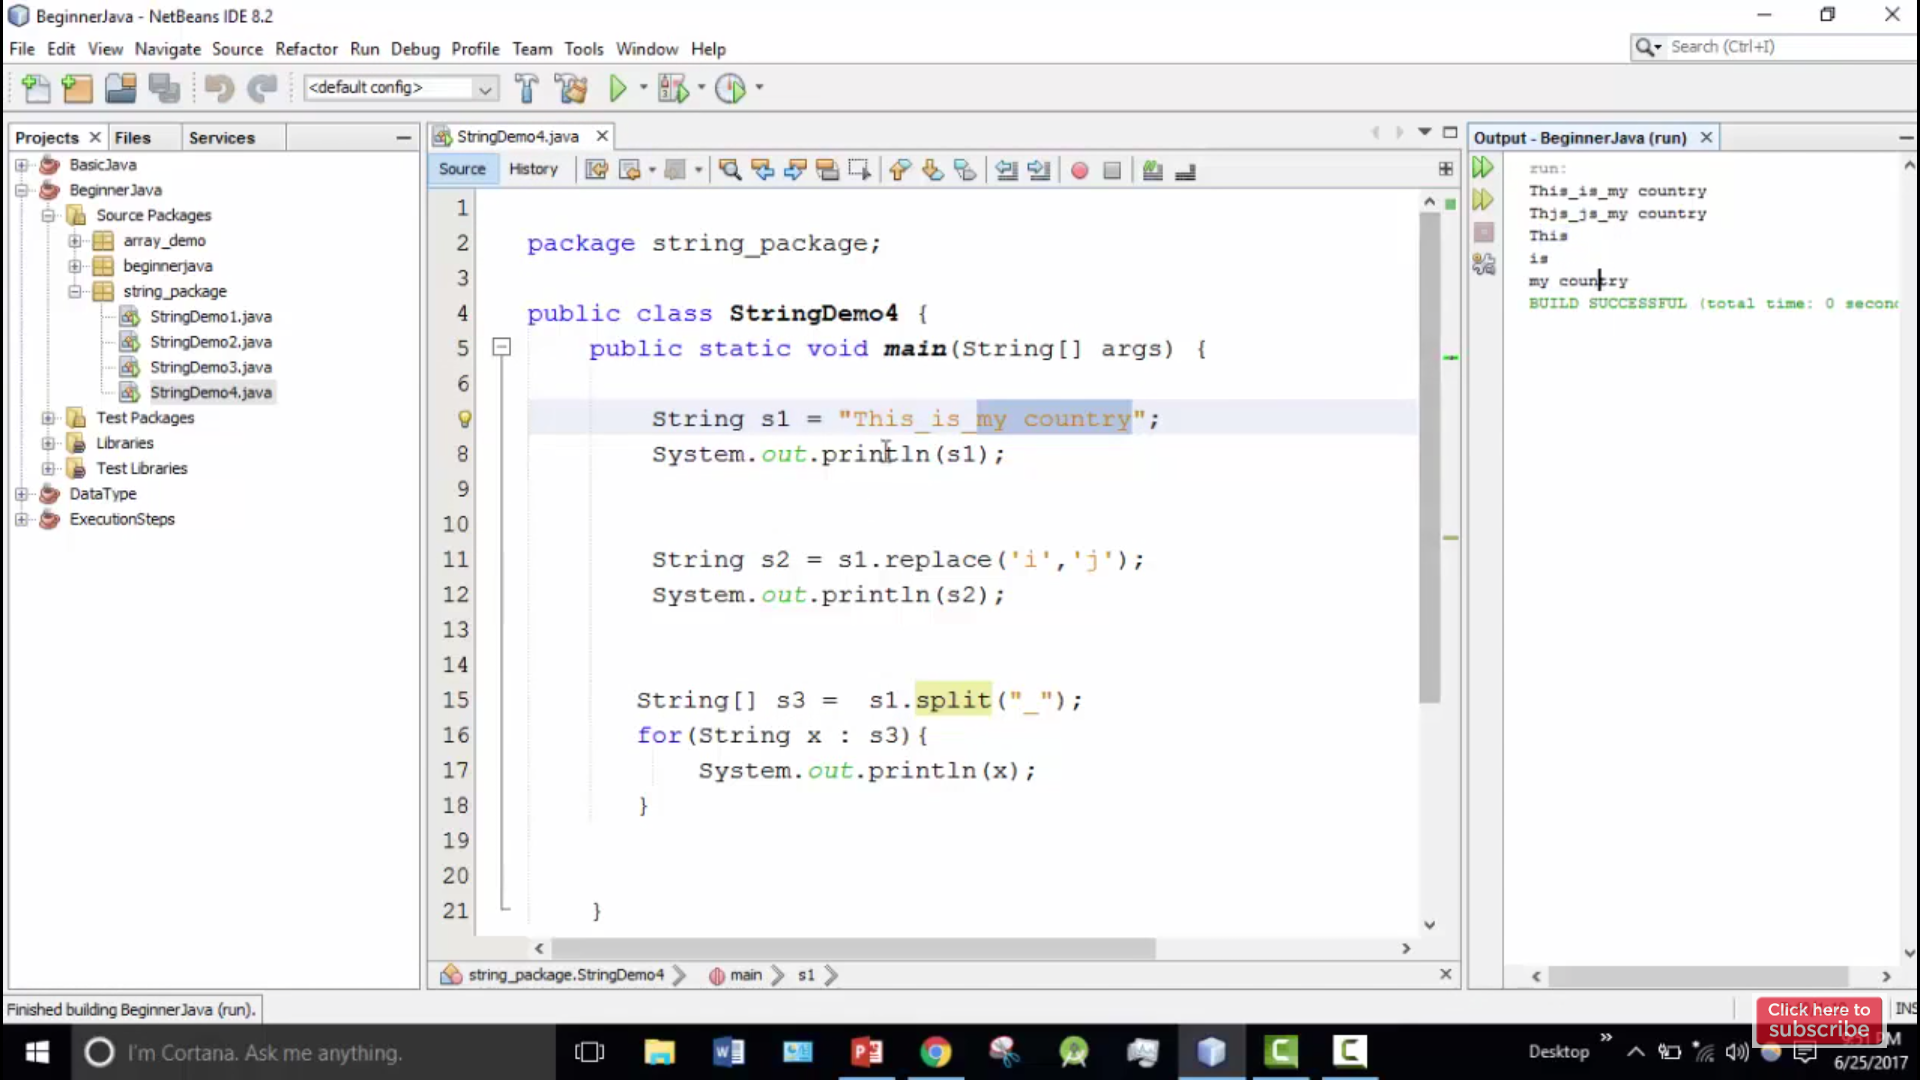 BeginnerJava - NetBeans IDE 8.2
File Edit View Navigate Source Refactor Run Debug Profile Team Tools Window Help
Search (Ctrl+I)
<default config>
Projects Files Services
BasicJava
BeginnerJava
Source Packages
array_demo
beginnerjava
string_package
StringDemo1.java
StringDemo2.java
StringDemo3.java
StringDemo4.java
Test Packages
Libraries
Test Libraries
DataType
ExecutionSteps
StringDemo4.java
Source History
1
2 package string_package;
3
4 public class StringDemo4 {
5 public static void main(String[] args) {
6
String s1 = "This_is_my country";
8 System.out.println(s1);
9
10
11 String s2 = s1.replace('i','j');
12 System.out.println(s2);
13
14
15 String[] s3 = s1.split("_");
16 for(String x : s3){
17 System.out.println(x);
18 }
19
20
21 }
string_package.StringDemo4 main s1
Output - BeginnerJava (run)
run:
This_is_my country
Thjs_js_my country
This
is
my country
BUILD SUCCESSFUL (total time: 0 second
Finished building BeginnerJava (run).
INS
Click here to
subscribe
I'm Cortana. Ask me anything.
Desktop
6/25/2017